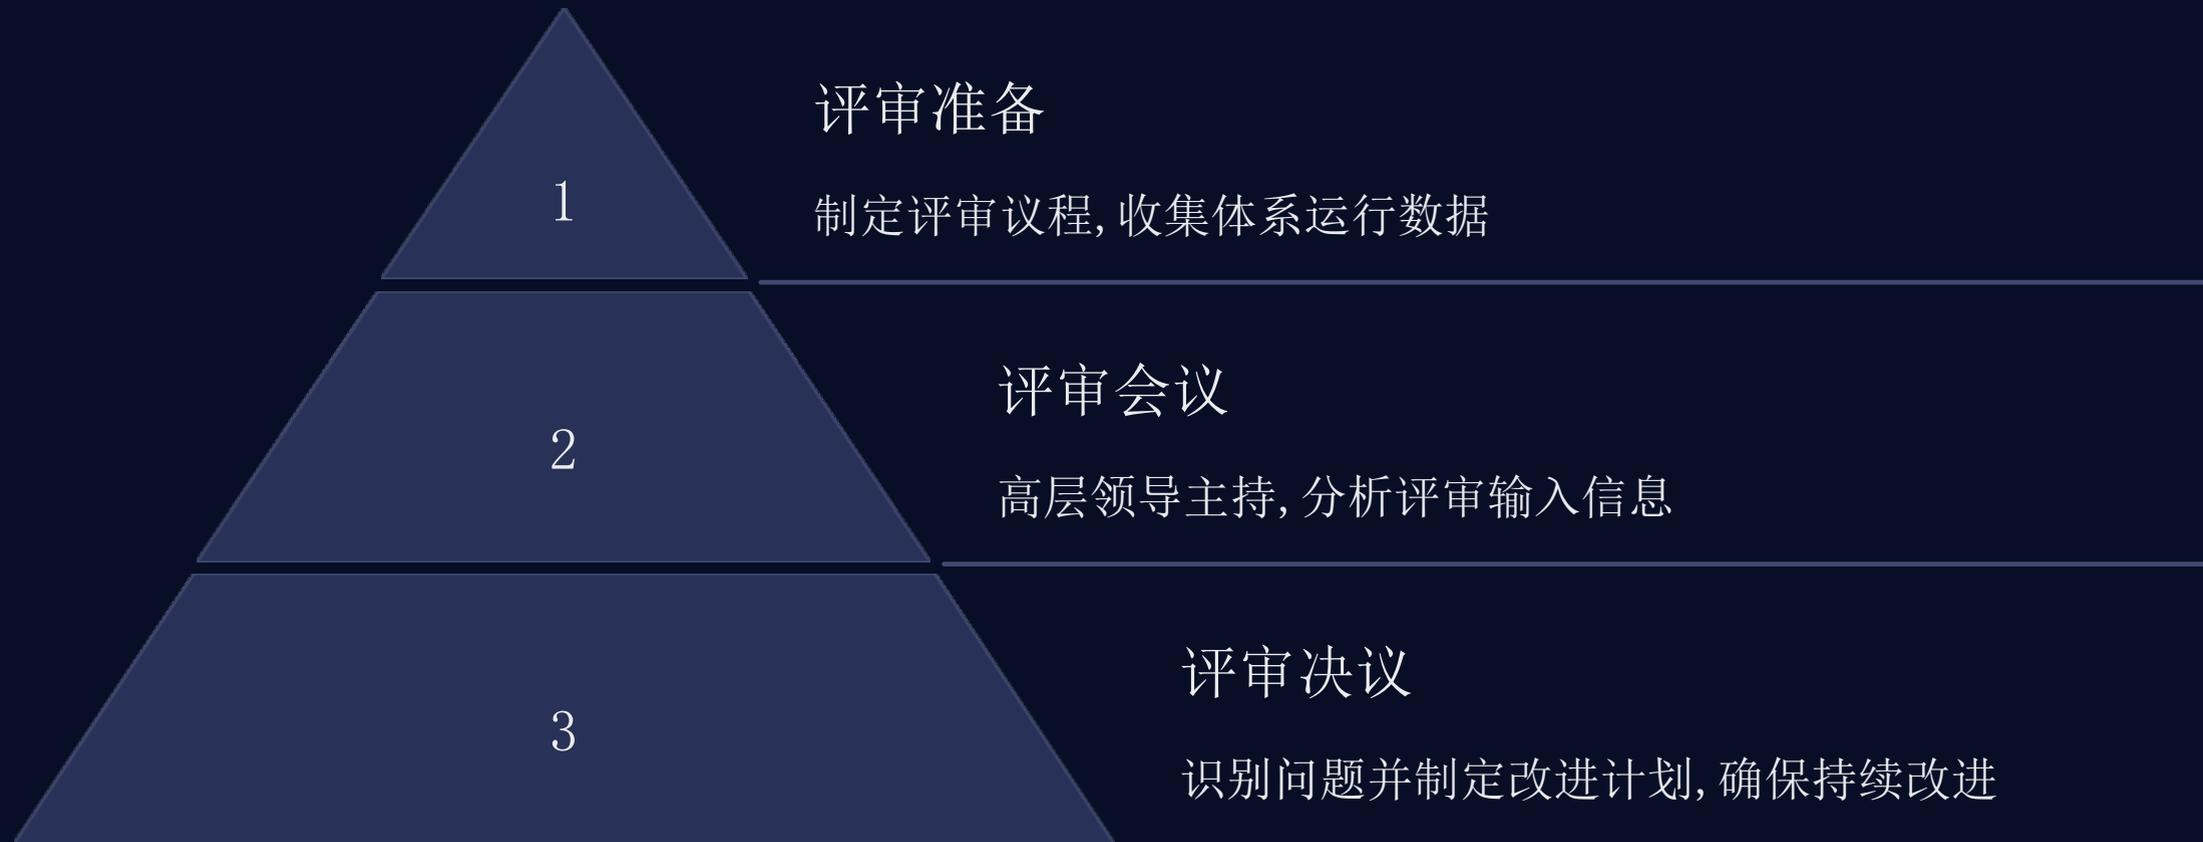 1
评审准备
制定评审议程, 收集体系运行数据
2
评审会议
高层领导主持, 分析评审输入信息
3
评审决议
识别问题并制定改进计划, 确保持续改进